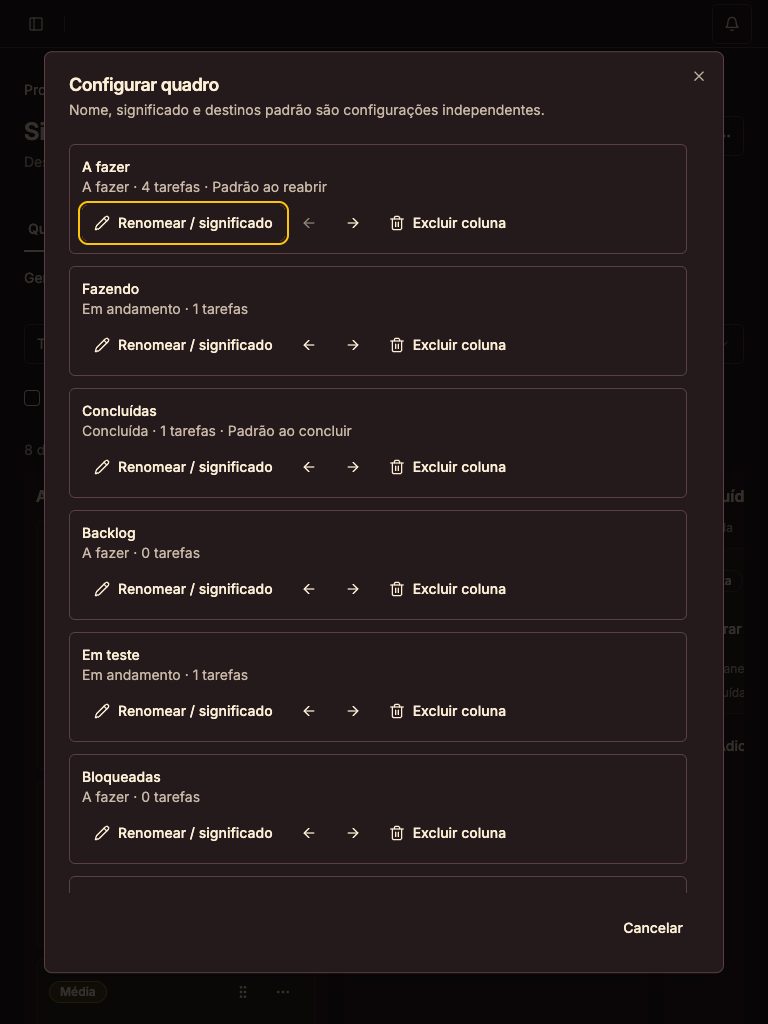 Configurar quadro
Nome, significado e destinos padrão são configurações independentes.
A fazer
A fazer · 4 tarefas · Padrão ao reabrir
Renomear / significado ← → Excluir coluna
Fazendo
Em andamento · 1 tarefas
Renomear / significado ← → Excluir coluna
Concluídas
Concluída · 1 tarefas · Padrão ao concluir
Renomear / significado ← → Excluir coluna
Backlog
A fazer · 0 tarefas
Renomear / significado ← → Excluir coluna
Em teste
Em andamento · 1 tarefas
Renomear / significado ← → Excluir coluna
Bloqueadas
A fazer · 0 tarefas
Renomear / significado ← → Excluir coluna
Cancelar
Média